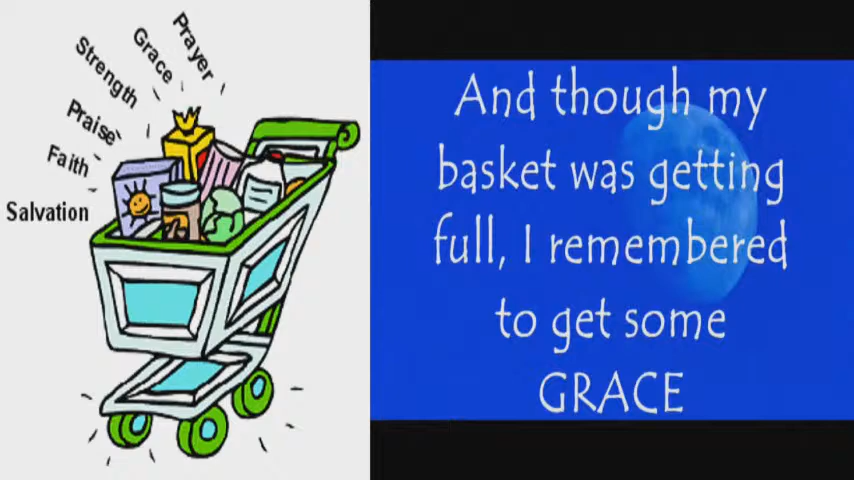 Prayer
Grace
Strength
Praise
Faith
Salvation
And though my
basket was getting
full, I remembered
to get some
GRACE